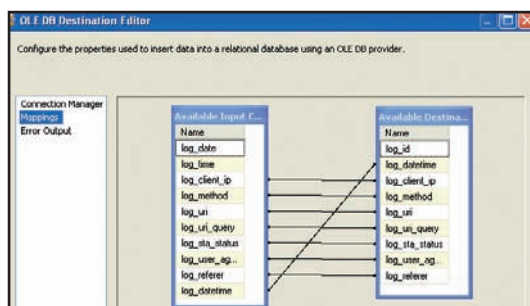 OLE DB Destination Editor
Configure the properties used to insert data into a relational database using an OLE DB provider.
Connection Manager
Mappings
Error Output
Available Input C...
Name
log_date
log_time
log_client_ip
log_method
log_uri
log_uri_query
log_sta_status
log_user_ag...
log_referer
log_datetime
Available Destina...
Name
log_id
log_datetime
log_client_ip
log_method
log_uri
log_uri_query
log_sta_status
log_user_ag...
log_referer